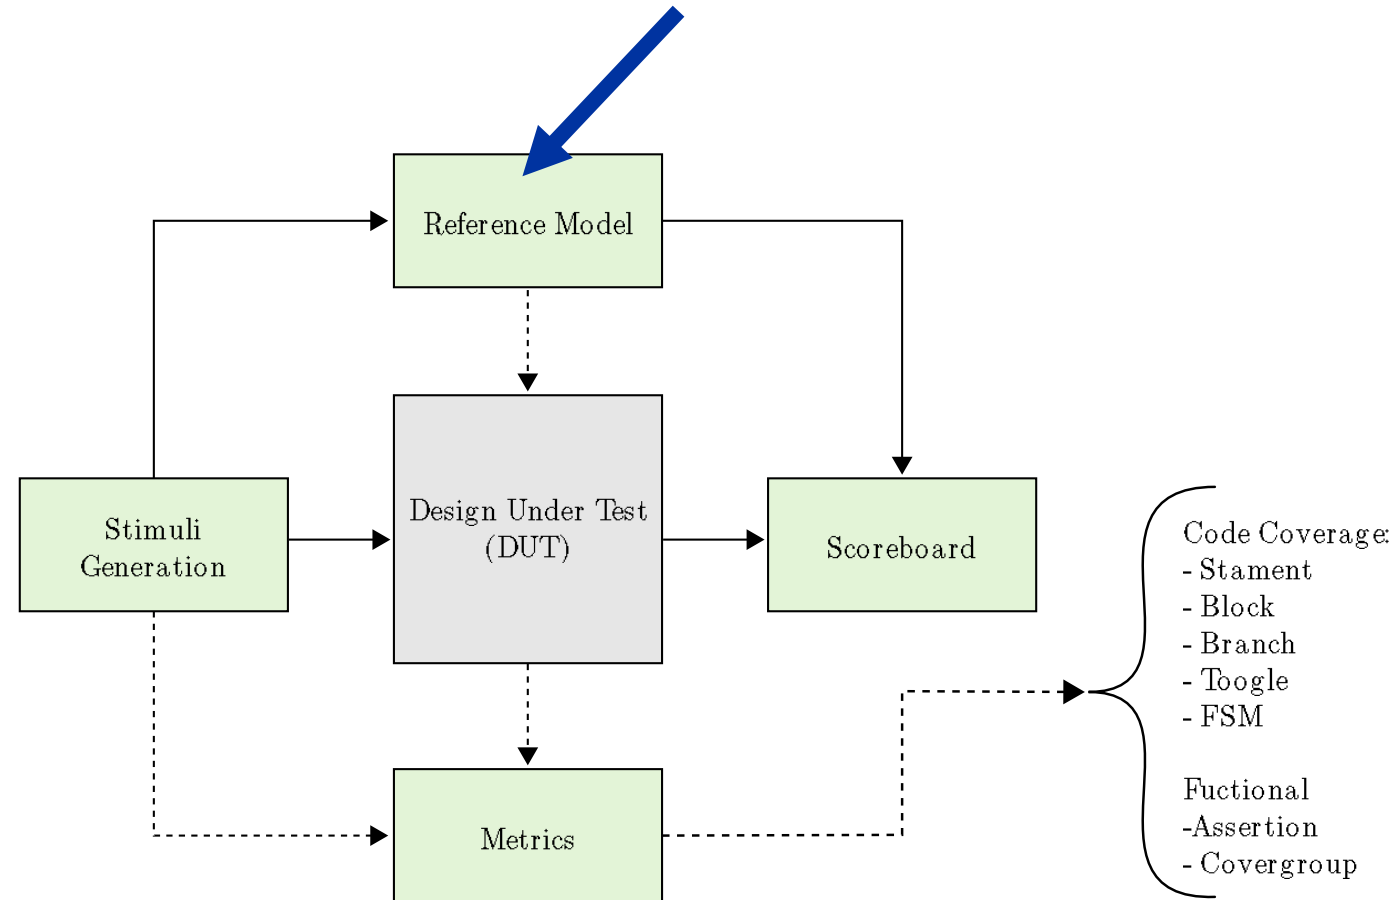 Reference Model
Design Under Test
(DUT)
Stimuli
Generation
Scoreboard
Metrics
Code Coverage:
- Stament
- Block
- Branch
- Toogle
- FSM
Fuctional
-Assertion
- Covergroup